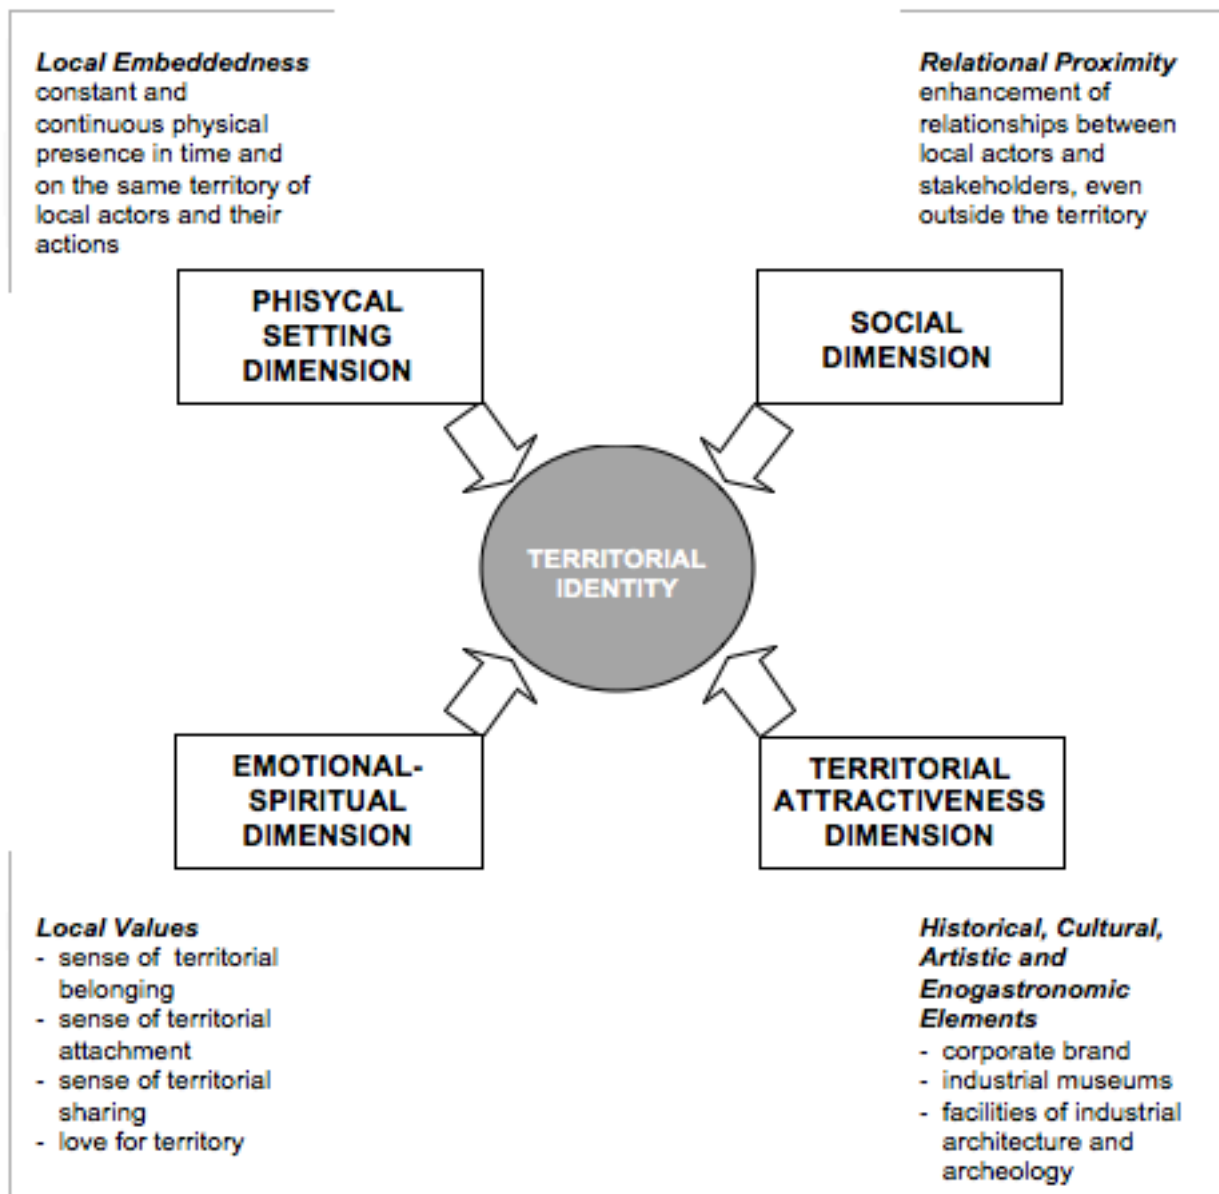 Local Embeddedness
constant and
continuous physical
presence in time and
on the same territory of
local actors and their
actions
Relational Proximity
enhancement of
relationships between
local actors and
stakeholders, even
outside the territory
PHISYCAL
SETTING
DIMENSION
SOCIAL
DIMENSION
TERRITORIAL
IDENTITY
EMOTIONAL-
SPIRITUAL
DIMENSION
TERRITORIAL
ATTRACTIVENESS
DIMENSION
Local Values
- sense of territorial
belonging
- sense of territorial
attachment
- sense of territorial
sharing
- love for territory
Historical, Cultural,
Artistic and
Enogastronomic
Elements
- corporate brand
- industrial museums
- facilities of industrial
architecture and
archeology